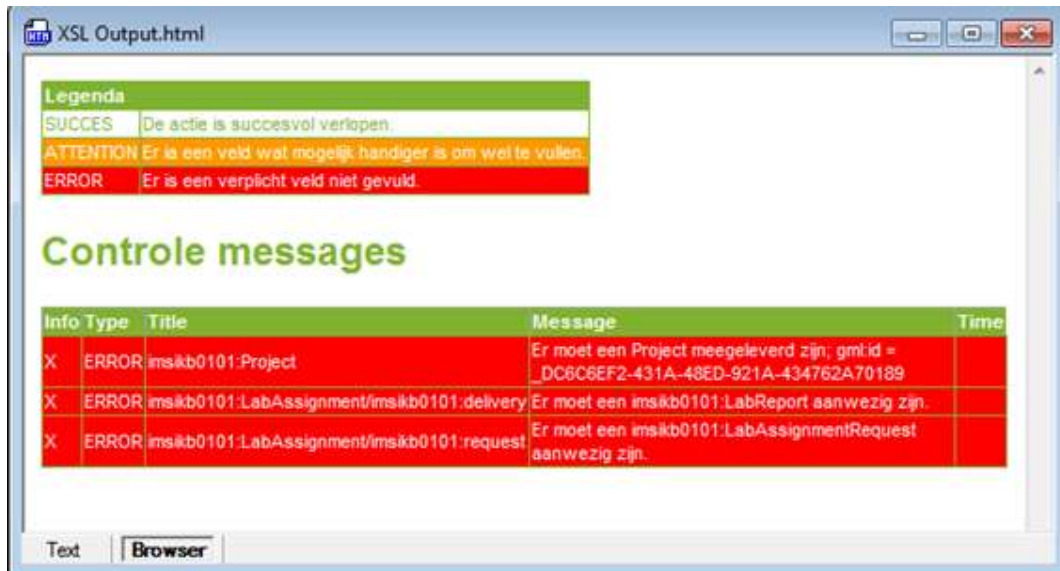 XSL Output.html
Legenda
SUCCES De actie is succesvol verlopen.
ATTENTION Er is een veld wat mogelijk handiger is om wel te vullen.
ERROR Er is een verplicht veld niet gevuld.
Controle messages
Info Type Title Message Time
X ERROR imsikb0101:Project Er moet een Project meegeleverd zijn; gml:id =
_DC6C6EF2-431A-48ED-921A-434762A70189
X ERROR imsikb0101:LabAssignment/imsikb0101:delivery Er moet een imsikb0101:LabReport aanwezig zijn.
X ERROR imsikb0101:LabAssignment/imsikb0101:request Er moet een imsikb0101:LabAssignmentRequest
aanwezig zijn.
Text Browser